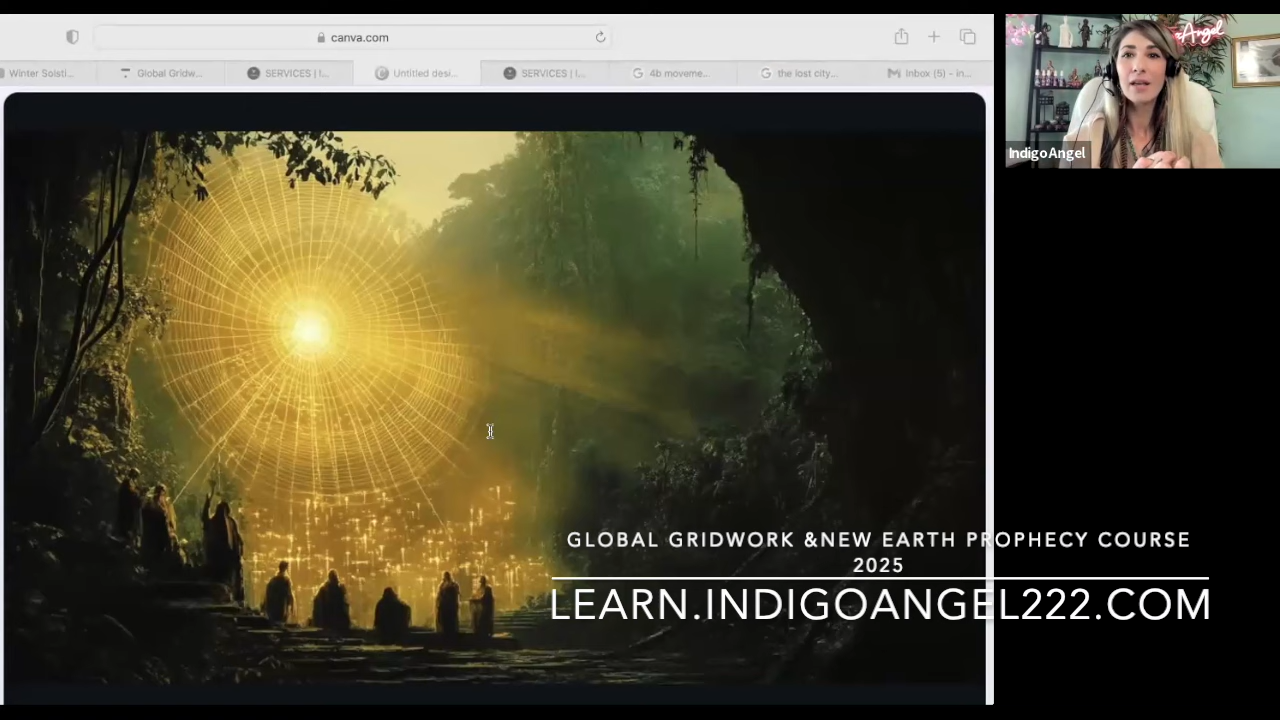 canva.com
Winter Solsti...
Global Gridw...
SERVICES | I...
Untitled desi...
SERVICES | I...
4b moveme...
the lost city...
Inbox (5) - in...
Angel
IndigoAngel
GLOBAL GRIDWORK &NEW EARTH PROPHECY COURSE
2025
LEARN.INDIGOANGEL222.COM